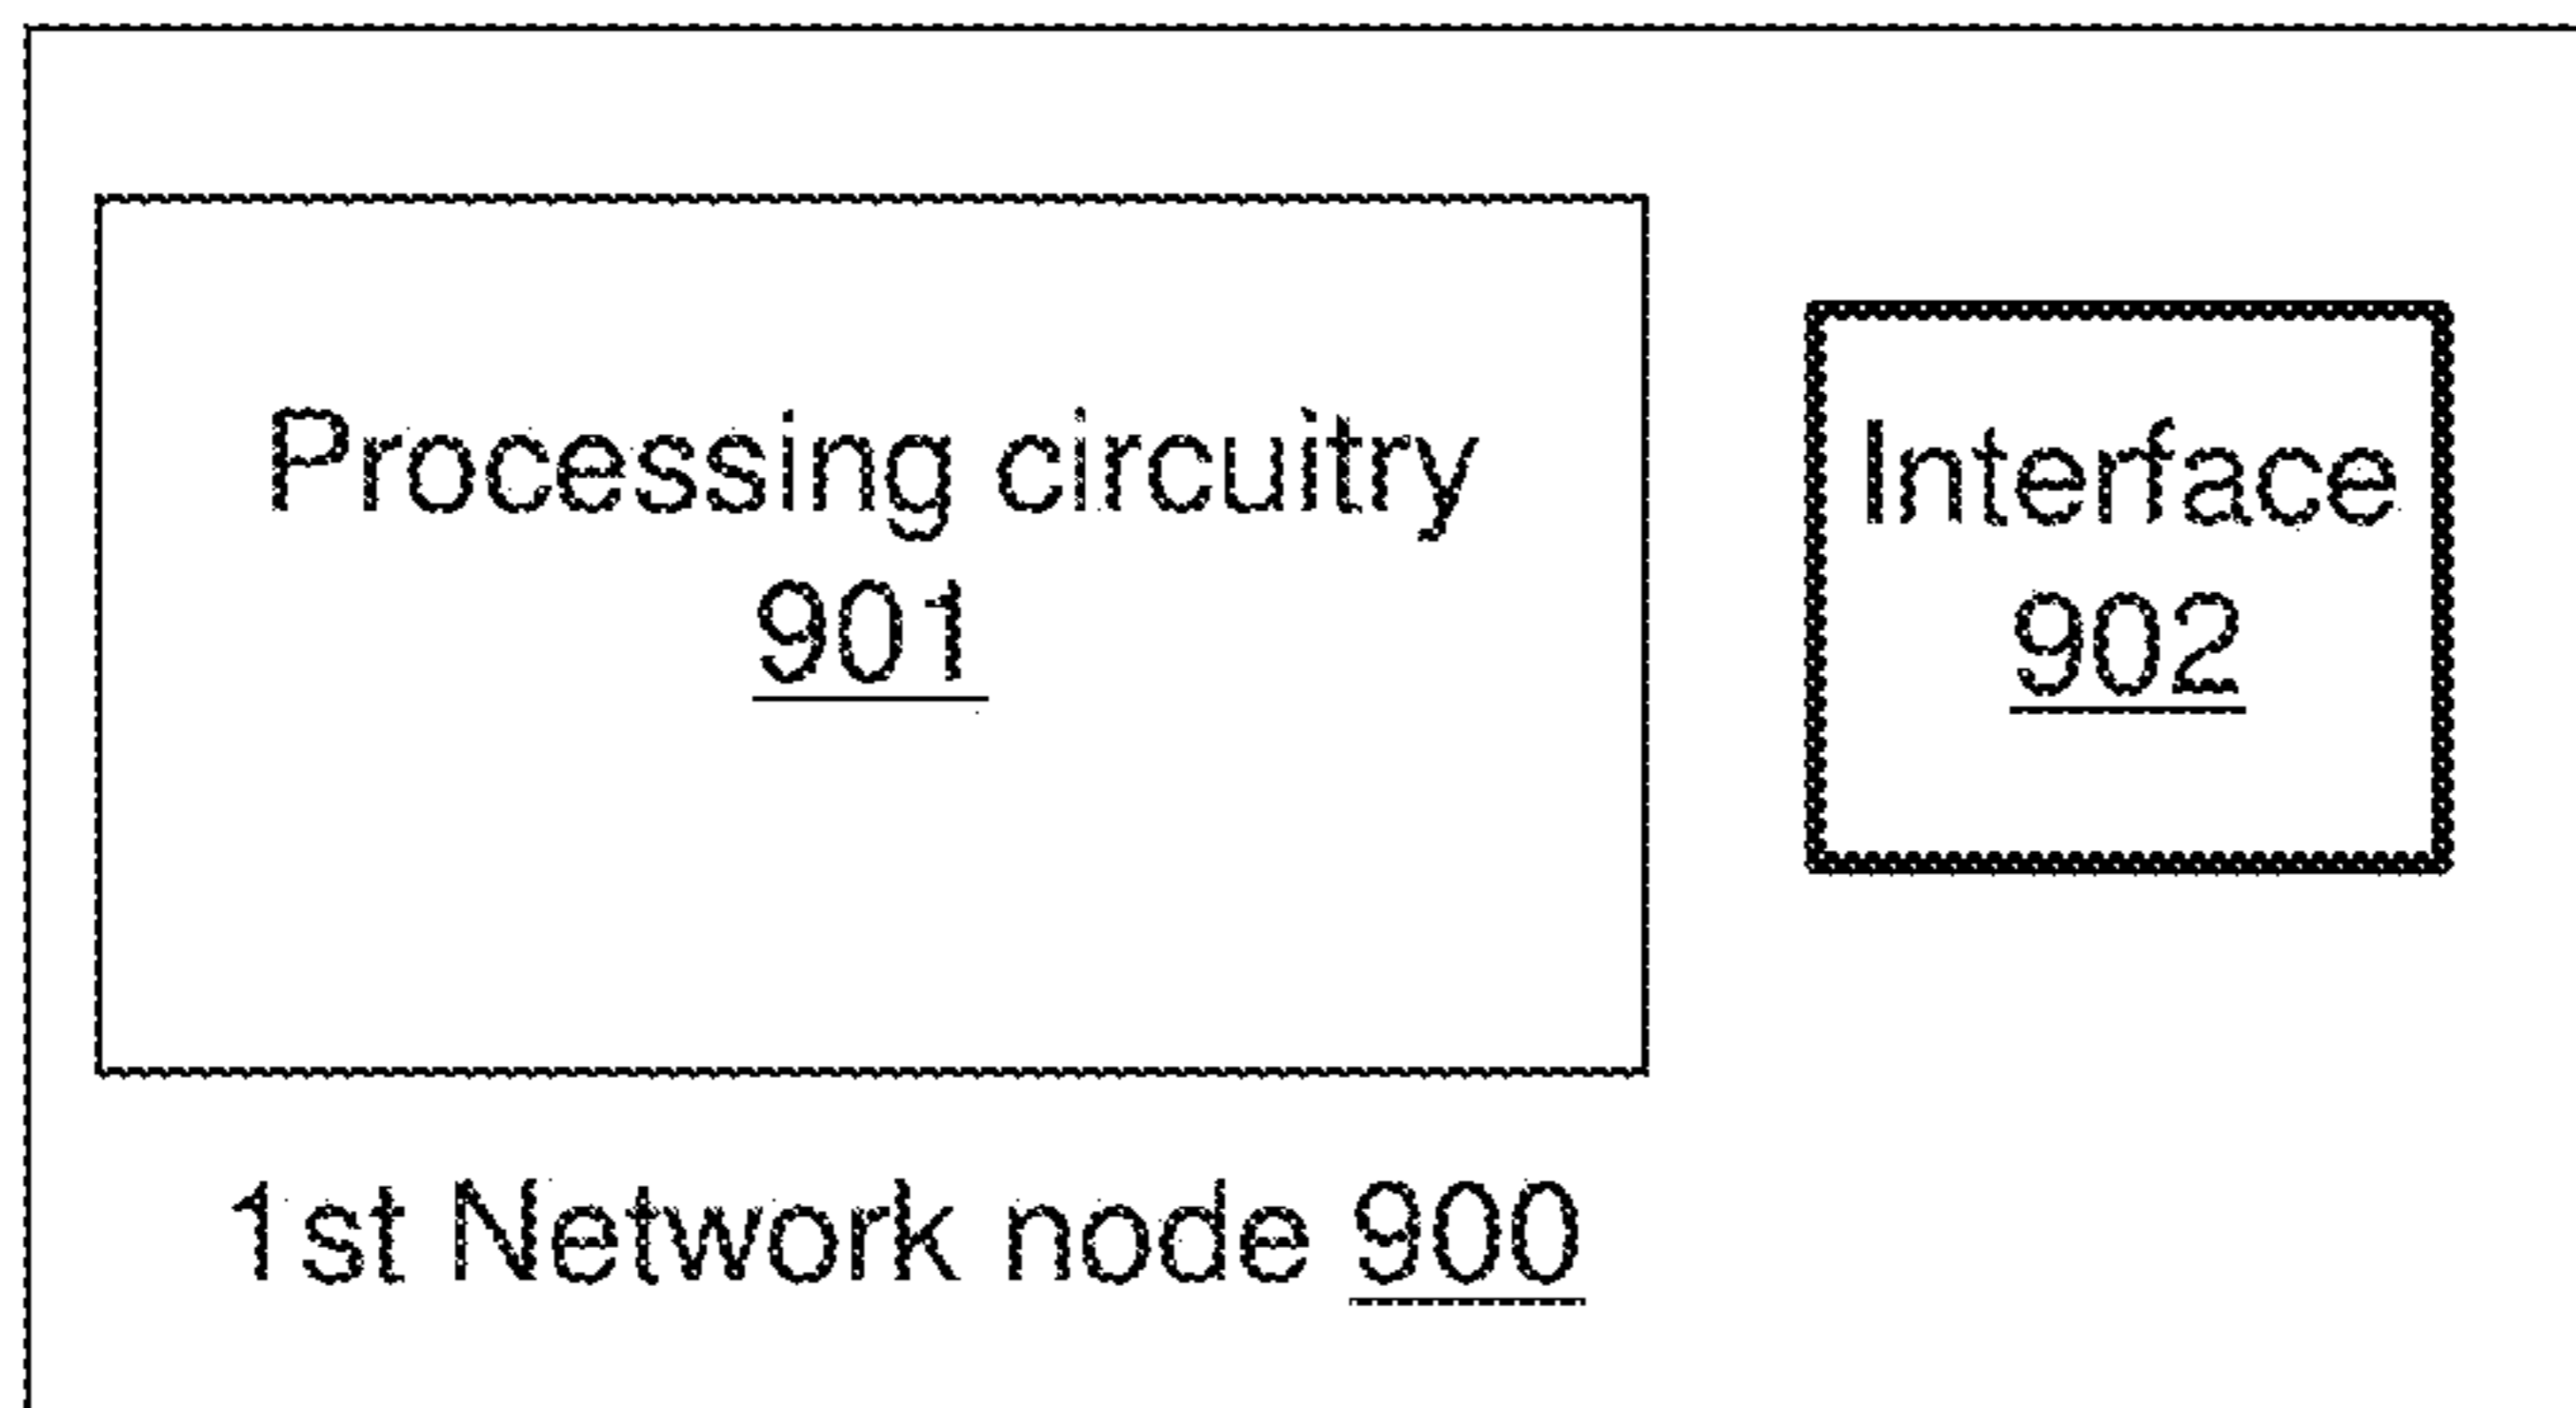 Processing circuitry
901
Interface
902
1st Network node 900